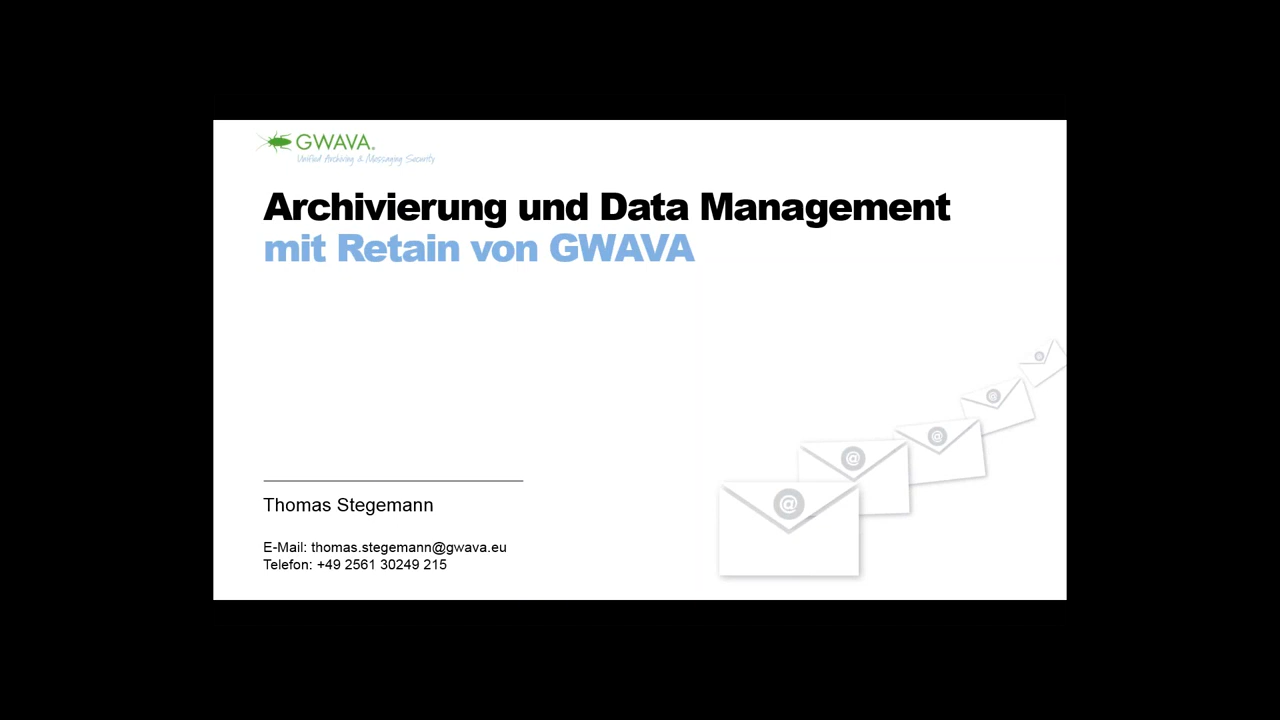 GWAVA.
Unified Archiving & Messaging Security
Archivierung und Data Management
mit Retain von GWAVA
@
@
@
@
@
Thomas Stegemann
E-Mail: thomas.stegemann@gwava.eu
Telefon: +49 2561 30249 215